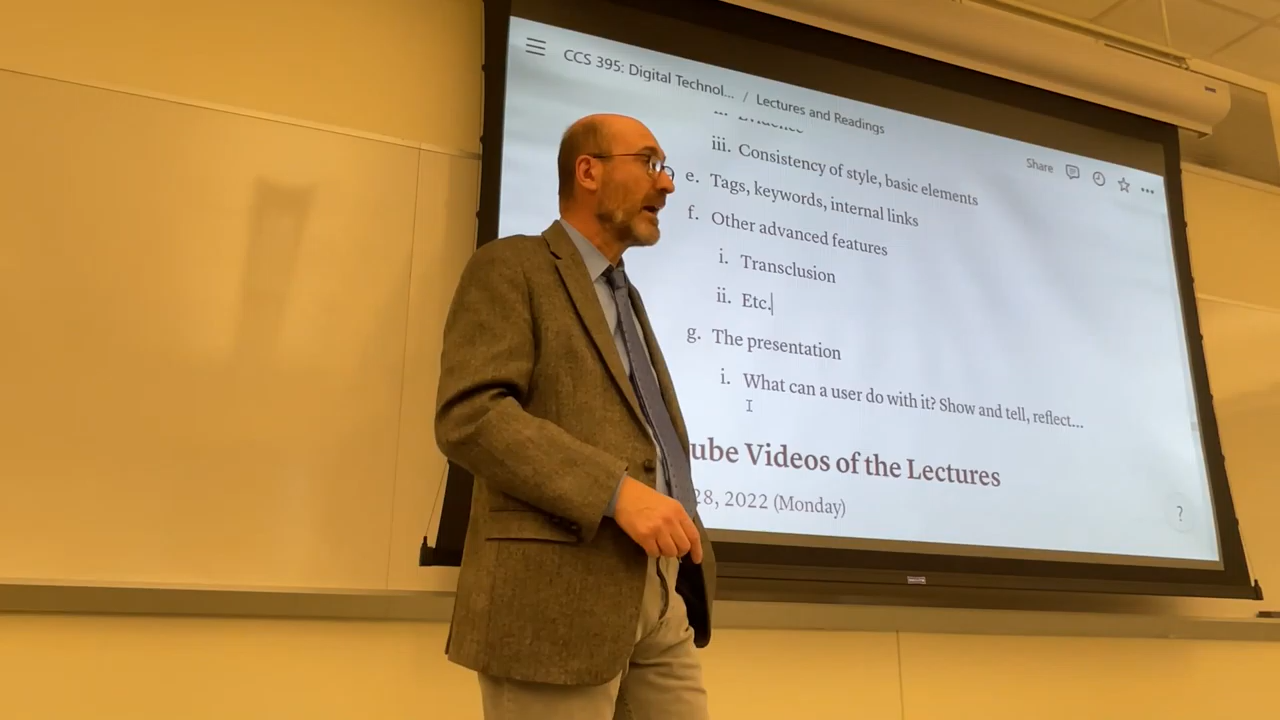 CCS 395: Digital Technol... / Lectures and Readings
Share
iii. Consistency of style, basic elements
e. Tags, keywords, internal links
f. Other advanced features
i. Transclusion
ii. Etc.
g. The presentation
i. What can a user do with it? Show and tell, reflect...
ube Videos of the Lectures
28, 2022 (Monday)
?